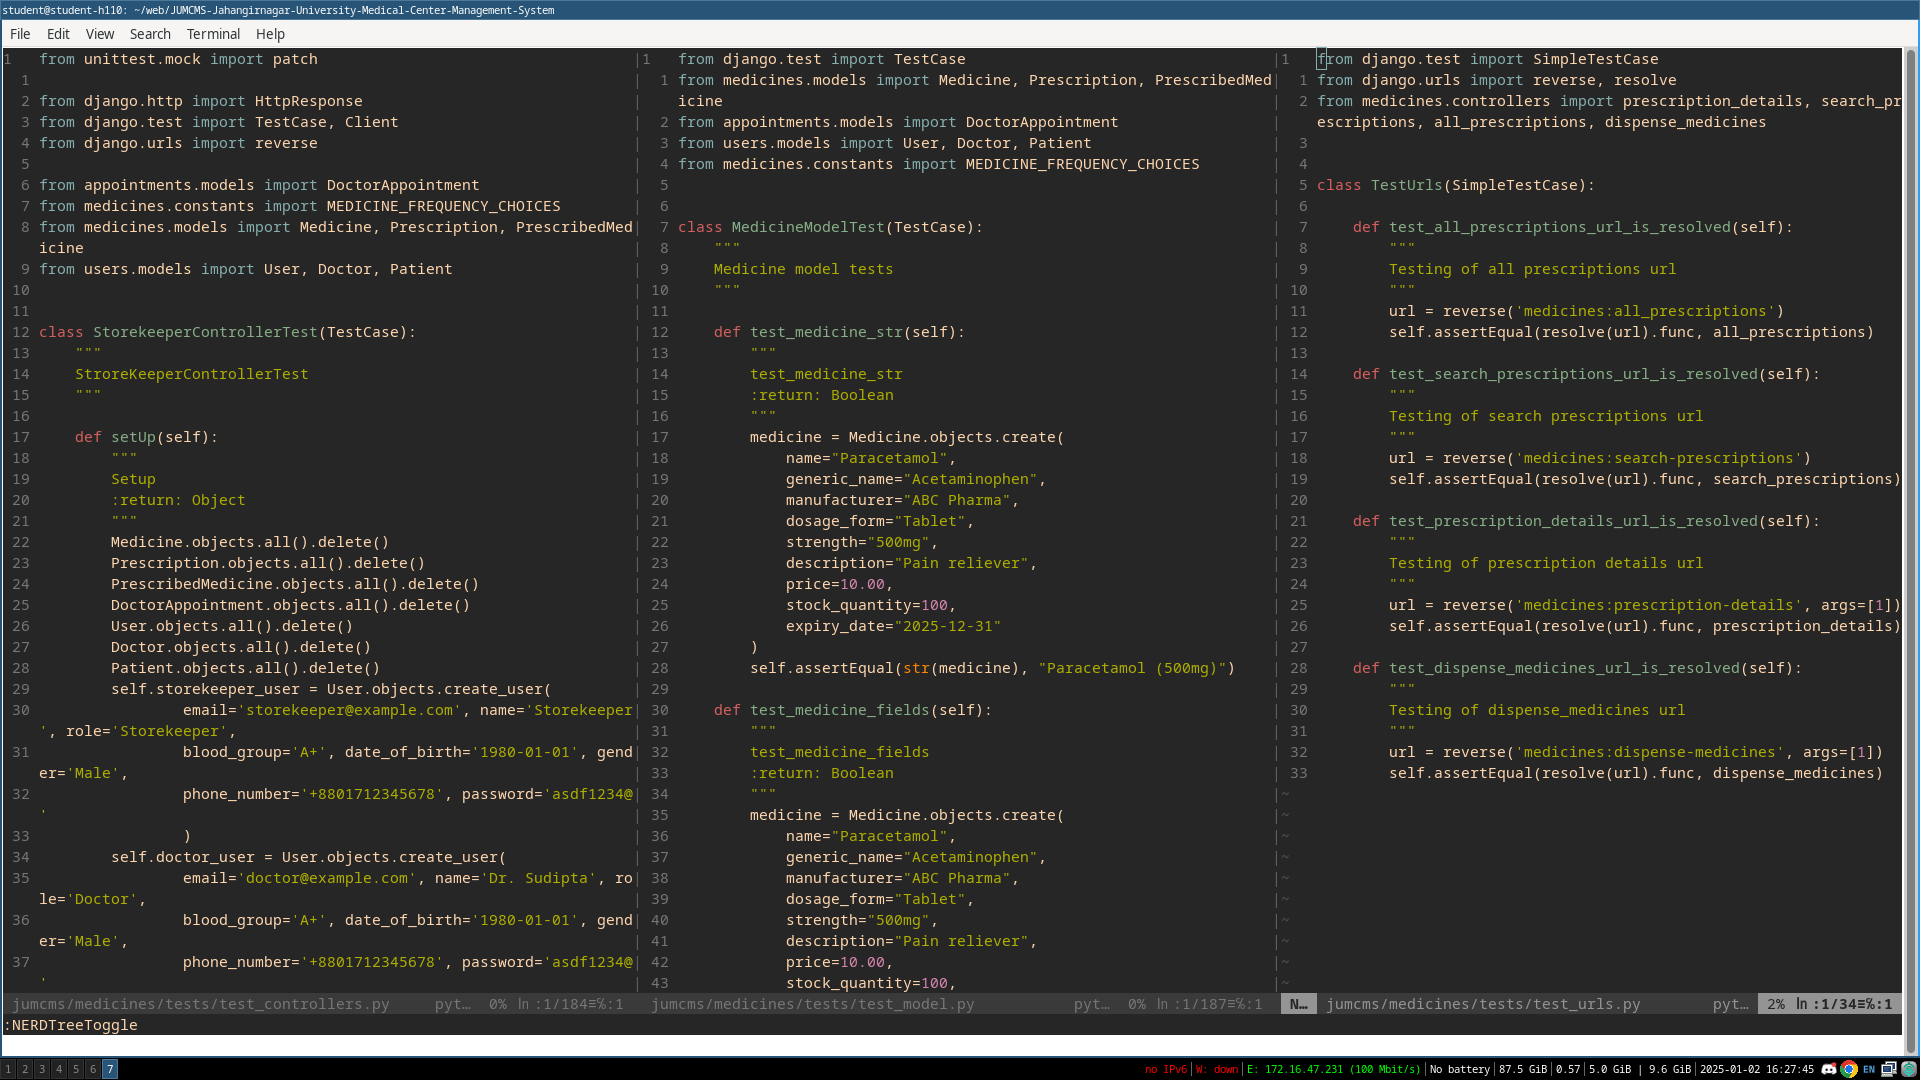 student@student-h110: ~/web/JUMCMS-Jahangirnagar-University-Medical-Center-Management-System
File Edit View Search Terminal Help
1 from unittest.mock import patch
1
2 from django.http import HttpResponse
3 from django.test import TestCase, Client
4 from django.urls import reverse
5
6 from appointments.models import DoctorAppointment
7 from medicines.constants import MEDICINE_FREQUENCY_CHOICES
8 from medicines.models import Medicine, Prescription, PrescribedMed
icine
9 from users.models import User, Doctor, Patient
10
11
12 class StorekeeperControllerTest(TestCase):
13 """
14 StroreKeeperControllerTest
15 """
16
17 def setUp(self):
18 """
19 Setup
20 :return: Object
21 """
22 Medicine.objects.all().delete()
23 Prescription.objects.all().delete()
24 PrescribedMedicine.objects.all().delete()
25 DoctorAppointment.objects.all().delete()
26 User.objects.all().delete()
27 Doctor.objects.all().delete()
28 Patient.objects.all().delete()
29 self.storekeeper_user = User.objects.create_user(
30 email='storekeeper@example.com', name='Storekeeper
', role='Storekeeper',
31 blood_group='A+', date_of_birth='1980-01-01', gend
er='Male',
32 phone_number='+8801712345678', password='asdf1234@
'
33 )
34 self.doctor_user = User.objects.create_user(
35 email='doctor@example.com', name='Dr. Sudipta', ro
le='Doctor',
36 blood_group='A+', date_of_birth='1980-01-01', gend
er='Male',
37 phone_number='+8801712345678', password='asdf1234@
'
jumcms/medicines/tests/test_controllers.py pyt… 0% ln :1/184≡℅:1
1 from django.test import TestCase
1 from medicines.models import Medicine, Prescription, PrescribedMed
icine
2 from appointments.models import DoctorAppointment
3 from users.models import User, Doctor, Patient
4 from medicines.constants import MEDICINE_FREQUENCY_CHOICES
5
6
7 class MedicineModelTest(TestCase):
8 """
9 Medicine model tests
10 """
11
12 def test_medicine_str(self):
13 """
14 test_medicine_str
15 :return: Boolean
16 """
17 medicine = Medicine.objects.create(
18 name="Paracetamol",
19 generic_name="Acetaminophen",
20 manufacturer="ABC Pharma",
21 dosage_form="Tablet",
22 strength="500mg",
23 description="Pain reliever",
24 price=10.00,
25 stock_quantity=100,
26 expiry_date="2025-12-31"
27 )
28 self.assertEqual(str(medicine), "Paracetamol (500mg)")
29
30 def test_medicine_fields(self):
31 """
32 test_medicine_fields
33 :return: Boolean
34 """
35 medicine = Medicine.objects.create(
36 name="Paracetamol",
37 generic_name="Acetaminophen",
38 manufacturer="ABC Pharma",
39 dosage_form="Tablet",
40 strength="500mg",
41 description="Pain reliever",
42 price=10.00,
43 stock_quantity=100,
jumcms/medicines/tests/test_model.py pyt… 0% ln :1/187≡℅:1
1 from django.test import SimpleTestCase
1 from django.urls import reverse, resolve
2 from medicines.controllers import prescription_details, search_pr
escriptions, all_prescriptions, dispense_medicines
3
4
5 class TestUrls(SimpleTestCase):
6
7 def test_all_prescriptions_url_is_resolved(self):
8 """
9 Testing of all prescriptions url
10 """
11 url = reverse('medicines:all_prescriptions')
12 self.assertEqual(resolve(url).func, all_prescriptions)
13
14 def test_search_prescriptions_url_is_resolved(self):
15 """
16 Testing of search prescriptions url
17 """
18 url = reverse('medicines:search-prescriptions')
19 self.assertEqual(resolve(url).func, search_prescriptions)
20
21 def test_prescription_details_url_is_resolved(self):
22 """
23 Testing of prescription details url
24 """
25 url = reverse('medicines:prescription-details', args=[1])
26 self.assertEqual(resolve(url).func, prescription_details)
27
28 def test_dispense_medicines_url_is_resolved(self):
29 """
30 Testing of dispense_medicines url
31 """
32 url = reverse('medicines:dispense-medicines', args=[1])
33 self.assertEqual(resolve(url).func, dispense_medicines)
~
~
~
~
~
~
~
~
~
~
N… jumcms/medicines/tests/test_urls.py pyt… 2% ln :1/34≡℅:1
:NERDTreeToggle
1 2 3 4 5 6 7 no IPv6 | W: down | E: 172.16.47.231 (100 Mbit/s) | No battery | 87.5 GiB | 0.57 | 5.0 GiB | 9.6 GiB | 2025-01-02 16:27:45 EN